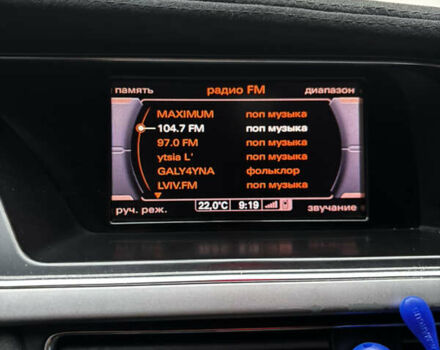 память радио FM диапазон
MAXIMUM поп музыка
104.7 FM поп музыка
97.0 FM поп музыка
ytsia L' поп музыка
GALY4YNA фольклор
LVIV.FM поп музыка
руч. реж. 22,0°C 9:19 звучание